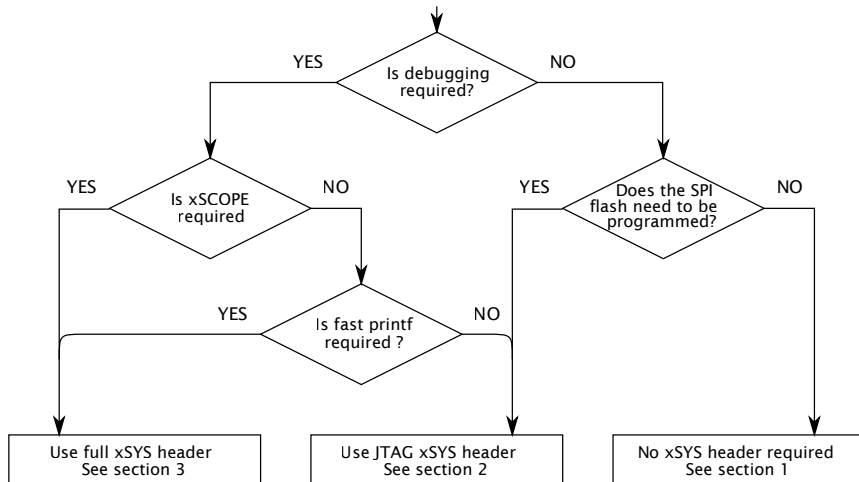 YES
NO
Is debugging
required?
YES
NO
YES
NO
Is xSCOPE
required
Does the SPI
flash need to be
programmed?
YES
NO
Is fast printf
required ?
Use full xSYS header
See section 3
Use JTAG xSYS header
See section 2
No xSYS header required
See section 1